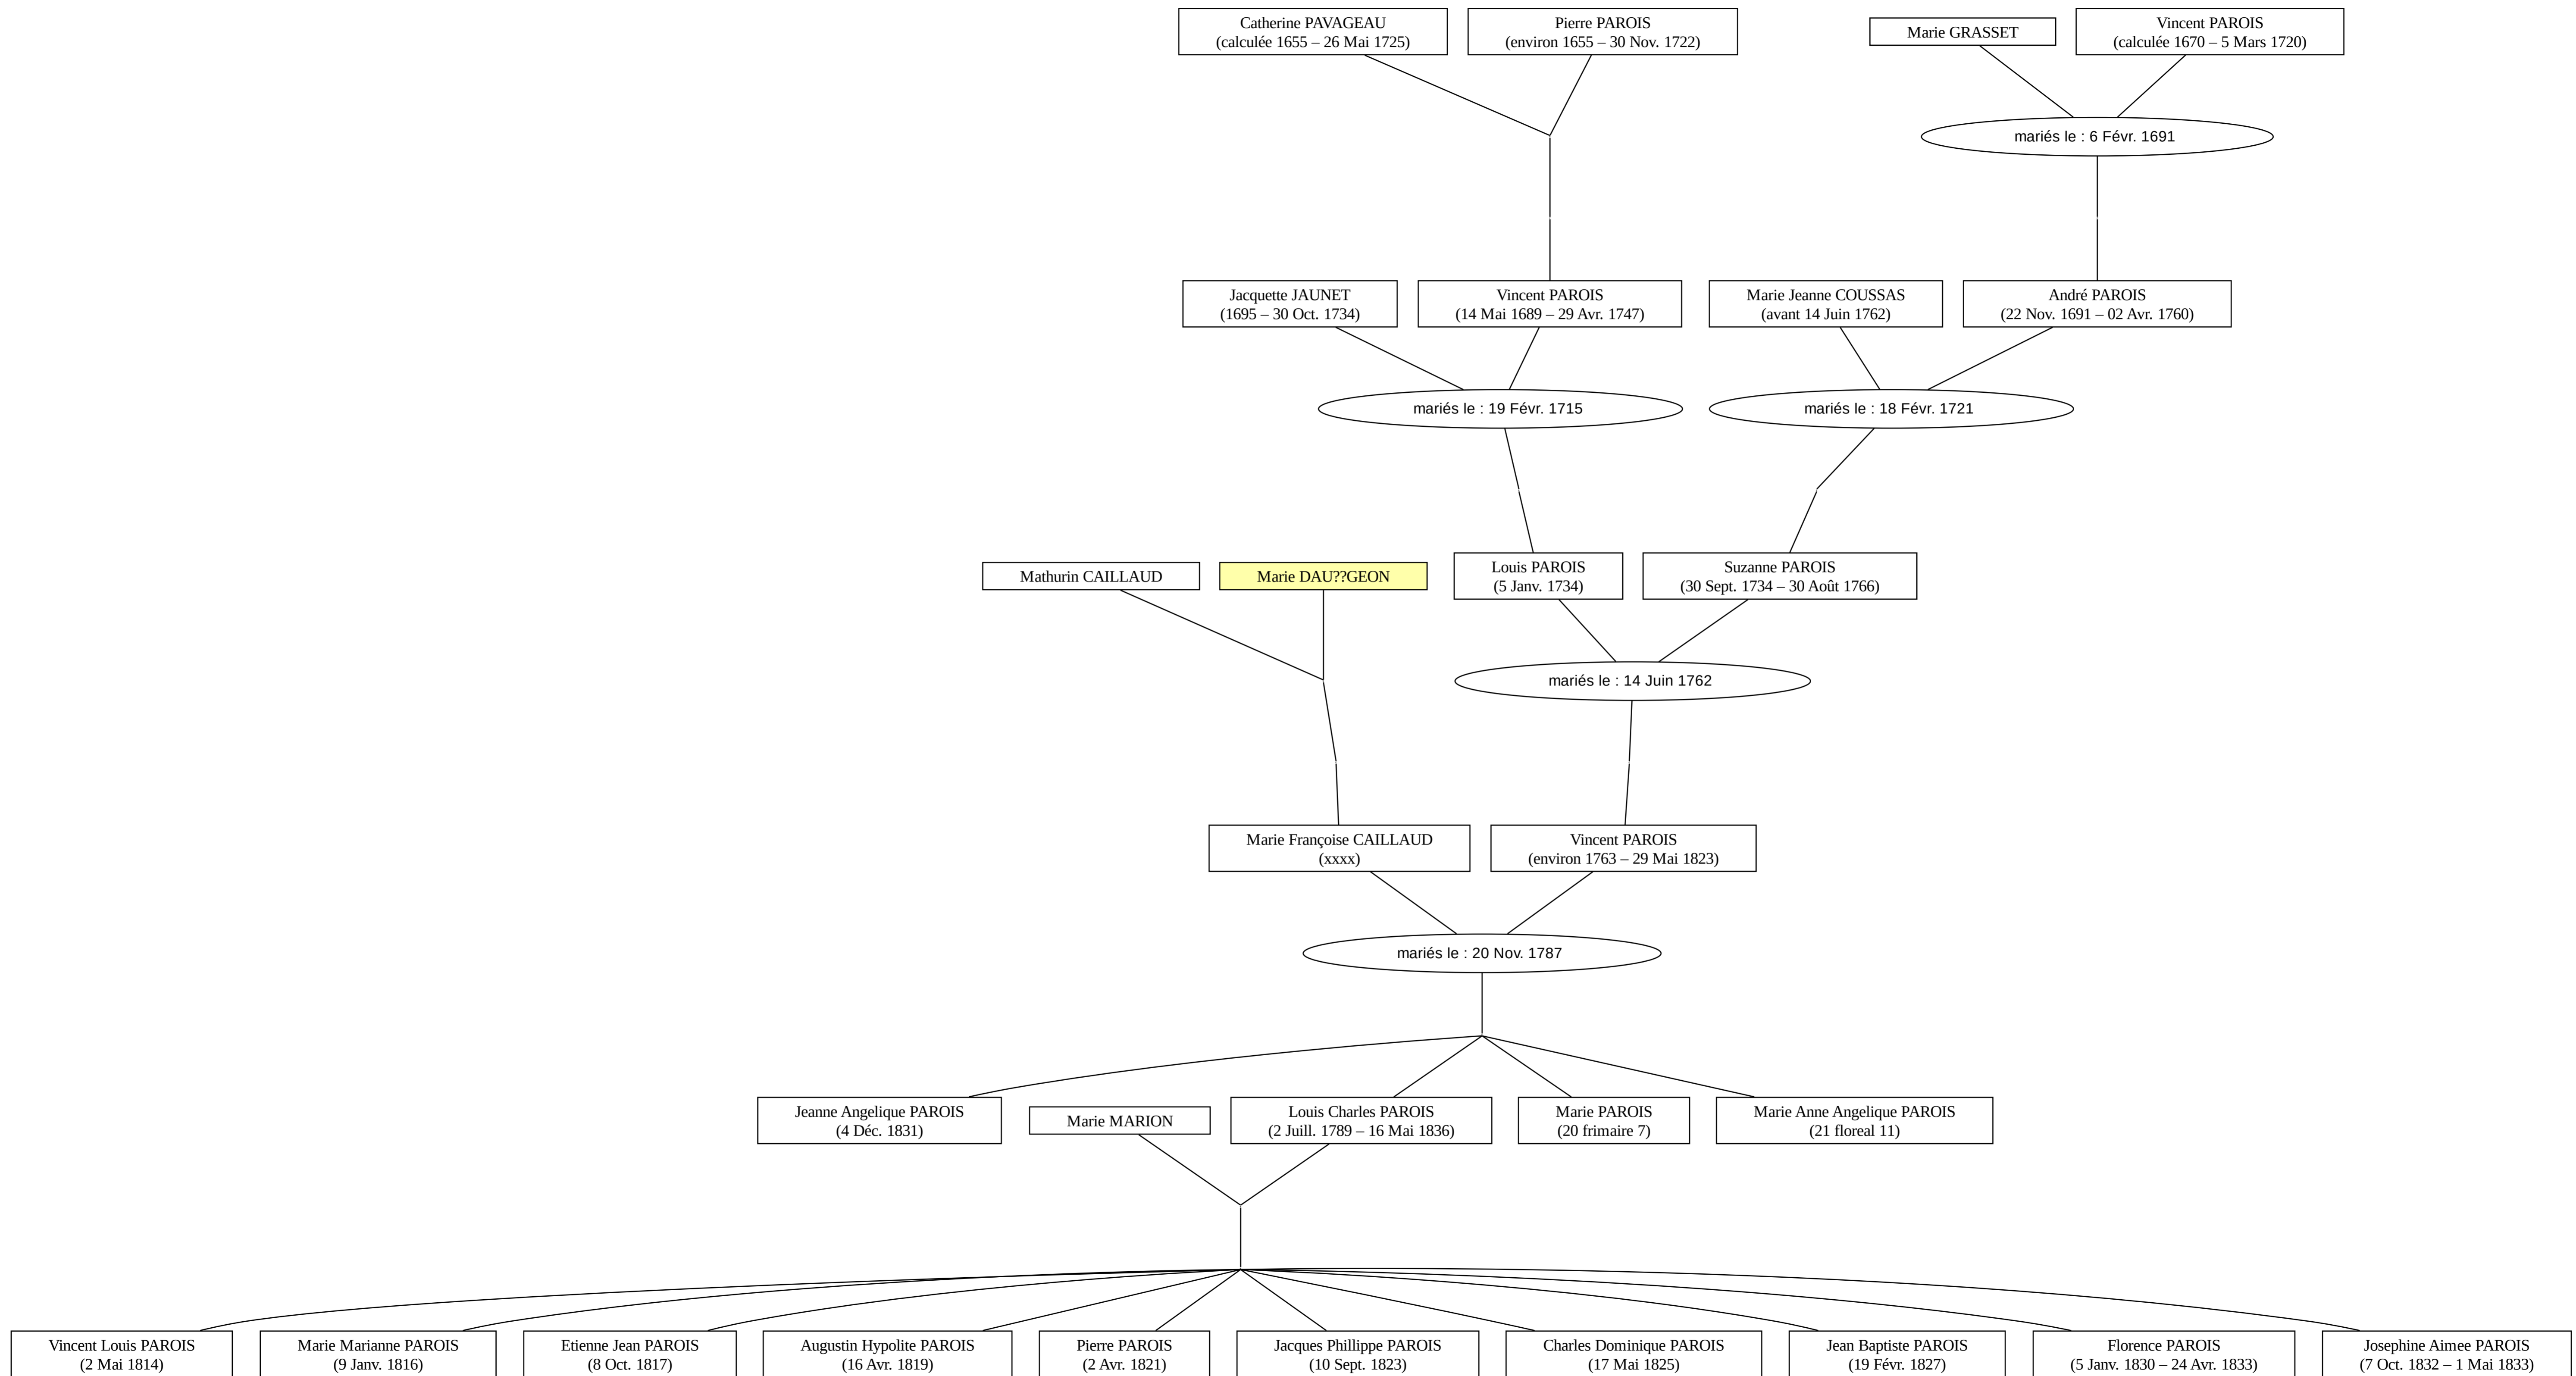 Catherine PAVAGEAU
(calculée 1655 – 26 Mai 1725)
Pierre PAROIS
(environ 1655 – 30 Nov. 1722)
Marie GRASSET
Vincent PAROIS
(calculée 1670 – 5 Mars 1720)
mariés le : 6 Févr. 1691
Jacquette JAUNET
(1695 – 30 Oct. 1734)
Vincent PAROIS
(14 Mai 1689 – 29 Avr. 1747)
Marie Jeanne COUSSAS
(avant 14 Juin 1762)
André PAROIS
(22 Nov. 1691 – 02 Avr. 1760)
mariés le : 19 Févr. 1715
mariés le : 18 Févr. 1721
Mathurin CAILLAUD
Marie DAU??GEON
Louis PAROIS
(5 Janv. 1734)
Suzanne PAROIS
(30 Sept. 1734 – 30 Août 1766)
mariés le : 14 Juin 1762
Marie Françoise CAILLAUD
(xxxx)
Vincent PAROIS
(environ 1763 – 29 Mai 1823)
mariés le : 20 Nov. 1787
Jeanne Angelique PAROIS
(4 Déc. 1831)
Marie MARION
Louis Charles PAROIS
(2 Juill. 1789 – 16 Mai 1836)
Marie PAROIS
(20 frimaire 7)
Marie Anne Angelique PAROIS
(21 floreal 11)
Vincent Louis PAROIS
(2 Mai 1814)
Marie Marianne PAROIS
(9 Janv. 1816)
Etienne Jean PAROIS
(8 Oct. 1817)
Augustin Hypolite PAROIS
(16 Avr. 1819)
Pierre PAROIS
(2 Avr. 1821)
Jacques Phillippe PAROIS
(10 Sept. 1823)
Charles Dominique PAROIS
(17 Mai 1825)
Jean Baptiste PAROIS
(19 Févr. 1827)
Florence PAROIS
(5 Janv. 1830 – 24 Avr. 1833)
Josephine Aimee PAROIS
(7 Oct. 1832 – 1 Mai 1833)